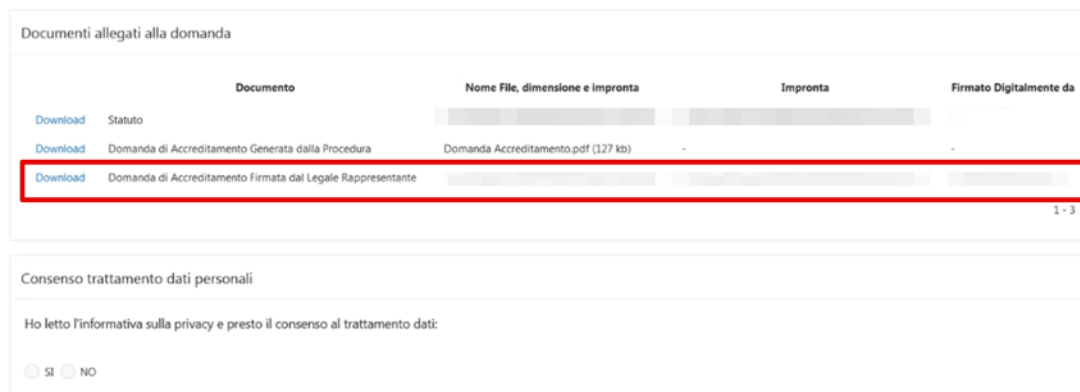 Documenti allegati alla domanda
Documento Nome File, dimensione e impronta Impronta Firmato Digitalmente da
Download Statuto
Download Domanda di Accreditamento Generata dalla Procedura Domanda Accreditamento.pdf (127 kb) - -
Download Domanda di Accreditamento Firmata dal Legale Rappresentante
1 - 3
Consenso trattamento dati personali
Ho letto l'informativa sulla privacy e presto il consenso al trattamento dati:
SI NO